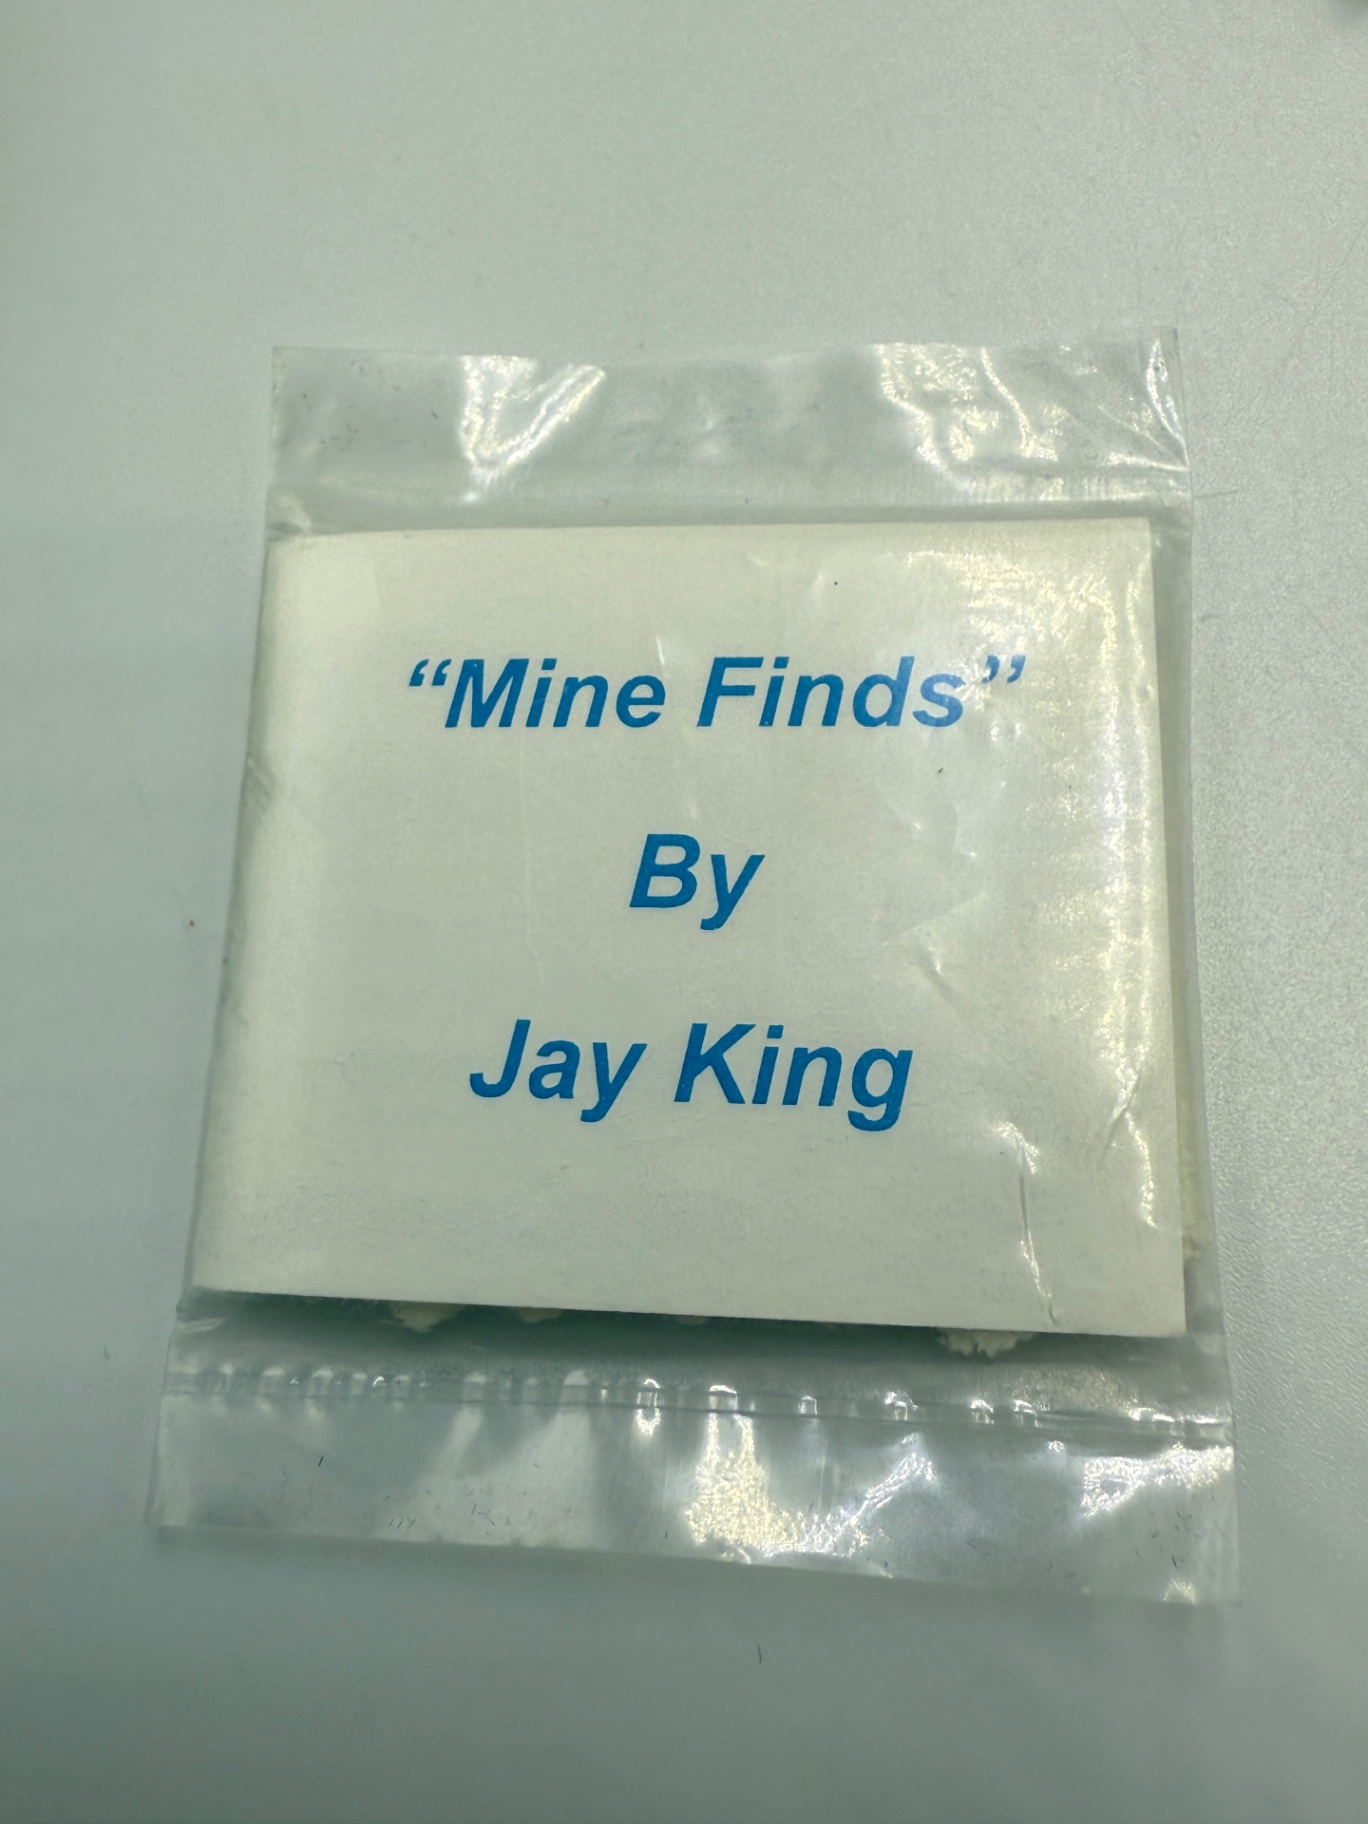 “Mine Finds”
By
Jay King